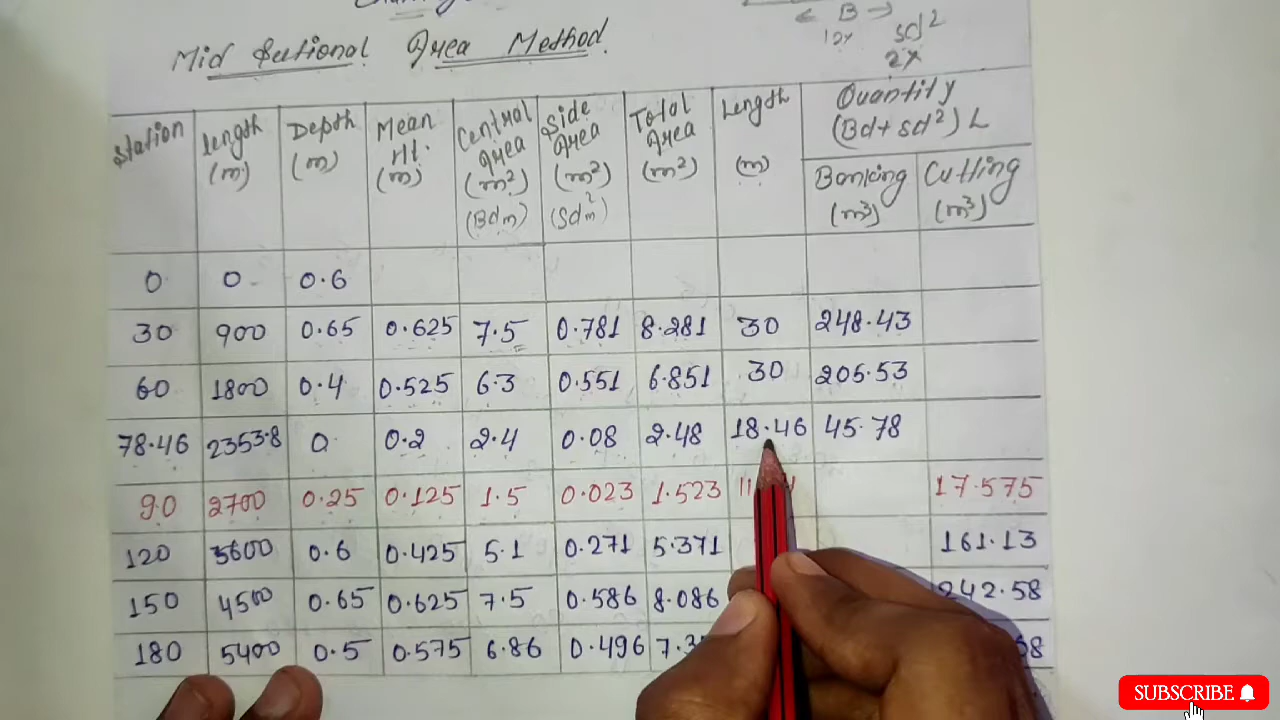 ← B →
12x
sd²
2x
Mid Sectional Area Method.
Station
length (m)
Depth (m)
Mean Ht. (m)
Central Area (m²) (Bdm)
Side Area (m²) (Sdm²)
Total Area (m²)
Length (m)
Quantity (Bd+sd²) L
Banking (m³)
Cutting (m³)
0 0 0.6
30 900 0.65 0.625 7.5 0.781 8.281 30 248.43
60 1800 0.4 0.525 6.3 0.551 6.851 30 205.53
78.46 2353.8 0 0.2 2.4 0.08 2.48 18.46 45.78
90 2700 0.25 0.125 1.5 0.023 1.523 17.575
120 3600 0.6 0.425 5.1 0.271 5.371 161.13
150 4500 0.65 0.625 7.5 0.586 8.086 242.58
180 5400 0.5 0.575 6.86 0.496
SUBSCRIBE